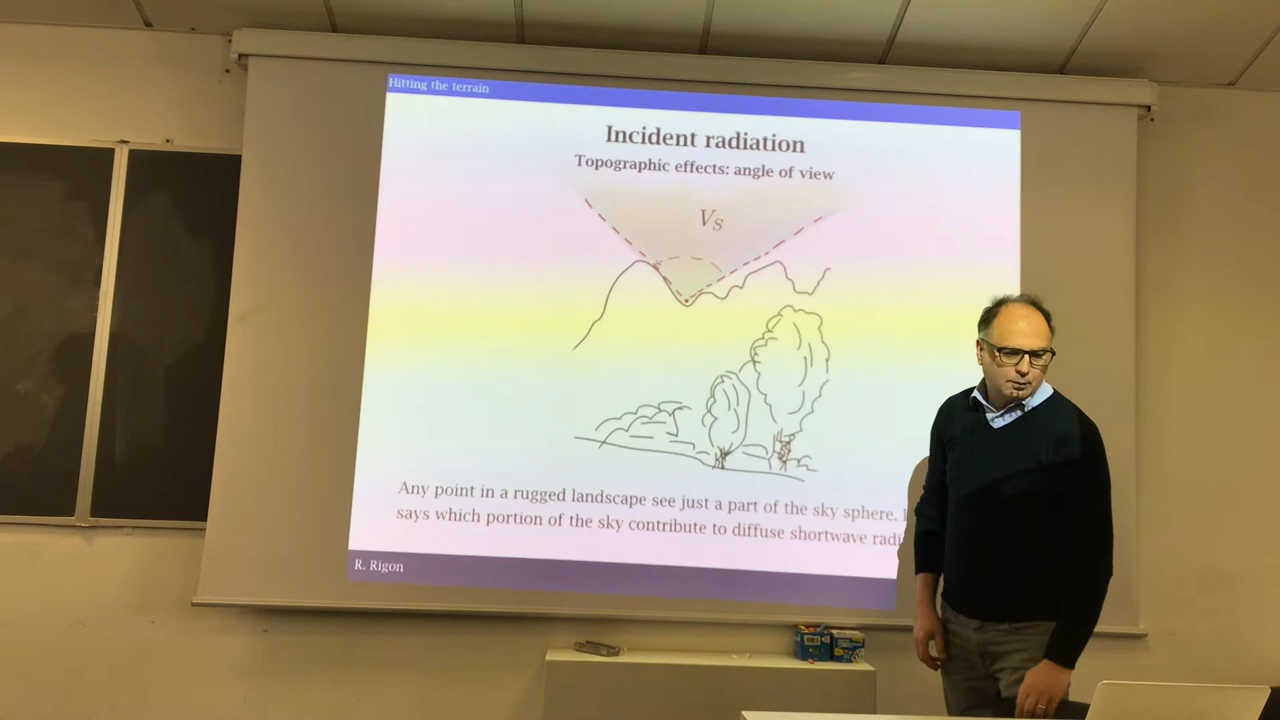 Hitting the terrain
Incident radiation
Topographic effects: angle of view
V_S
Any point in a rugged landscape see just a part of the sky sphere.
says which portion of the sky contribute to diffuse shortwave radi
R. Rigon